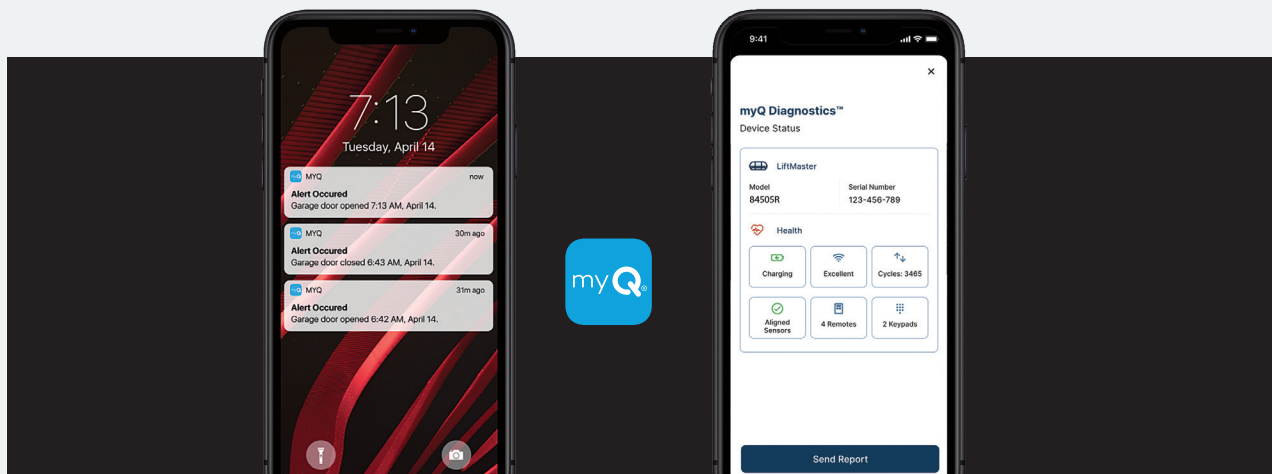 7:13
Tuesday, April 14
MYQ now
Alert Occured
Garage door opened 7:13 AM, April 14.
MYQ 30m ago
Alert Occured
Garage door closed 6:43 AM, April 14.
MYQ 31m ago
Alert Occured
Garage door opened 6:42 AM, April 14.
myQ®
9:41
myQ Diagnostics™
Device Status
LiftMaster
Model Serial Number
84505R 123-456-789
Health
Charging Excellent Cycles: 3465
Aligned
Sensors 4 Remotes 2 Keypads
Send Report